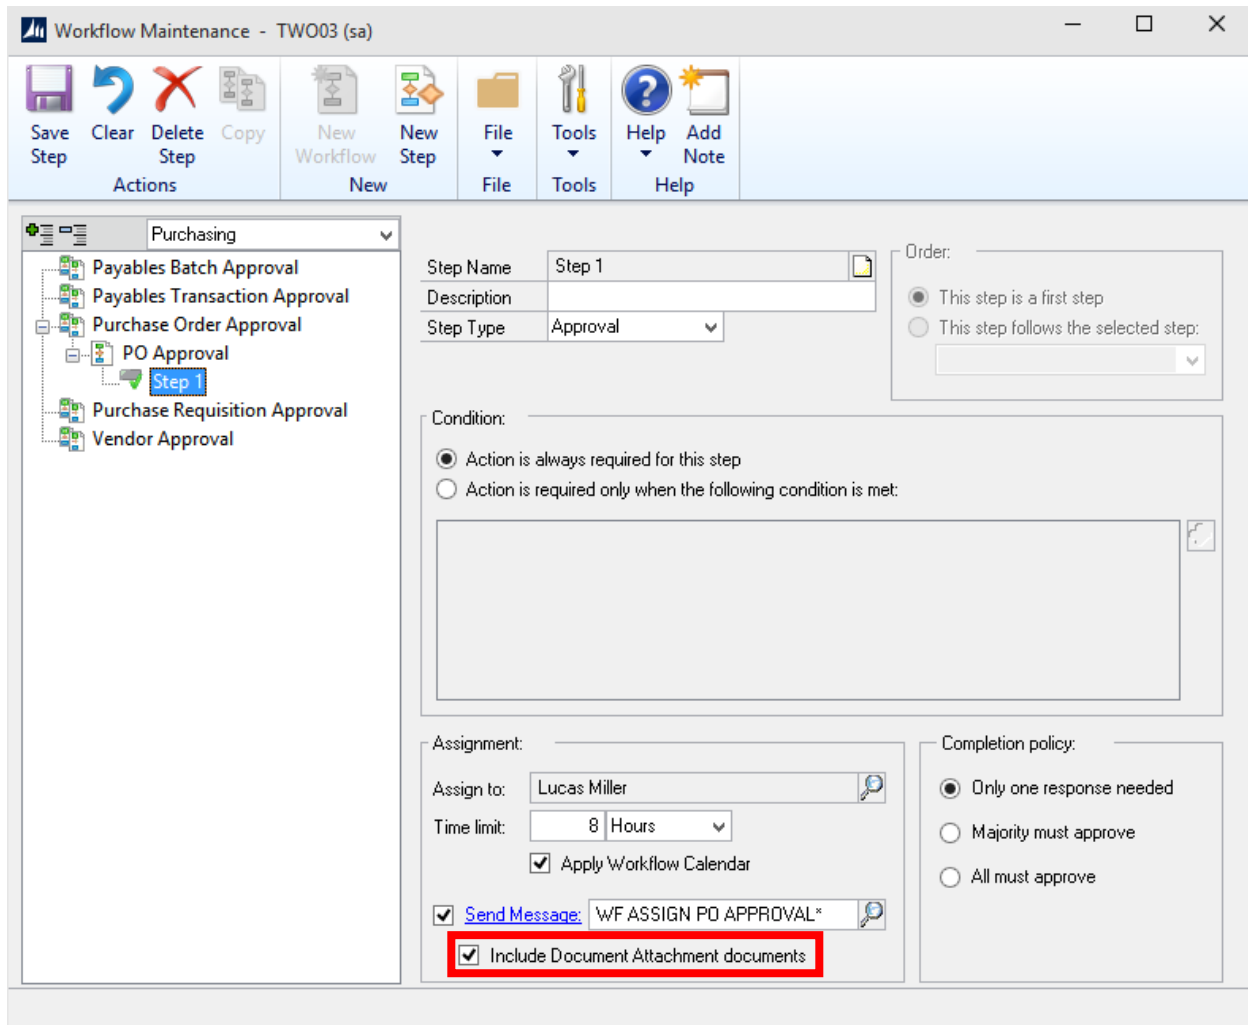 Workflow Maintenance - TWO03 (sa)
Save Step
Clear
Delete Step
Copy
New Workflow
New Step
File
Tools
Help
Add Note
Actions
New
File
Tools
Help
Purchasing
Payables Batch Approval
Payables Transaction Approval
Purchase Order Approval
PO Approval
Step 1
Purchase Requisition Approval
Vendor Approval
Step Name Step 1
Description
Step Type Approval
Order:
This step is a first step
This step follows the selected step:
Condition:
Action is always required for this step
Action is required only when the following condition is met:
Assignment:
Assign to: Lucas Miller
Time limit: 8 Hours
Apply Workflow Calendar
Send Message: WF ASSIGN PO APPROVAL*
Include Document Attachment documents
Completion policy:
Only one response needed
Majority must approve
All must approve